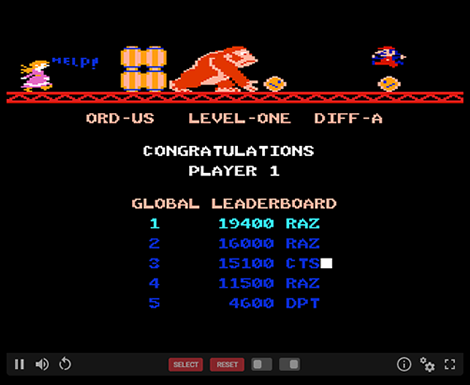 HELP!
ORD-US LEVEL-ONE DIFF-A
CONGRATULATIONS
PLAYER 1
GLOBAL LEADERBOARD
1 19400 RAZ
2 16000 RAZ
3 15100 CTS
4 11500 RAZ
5 4600 DPT
SELECT RESET